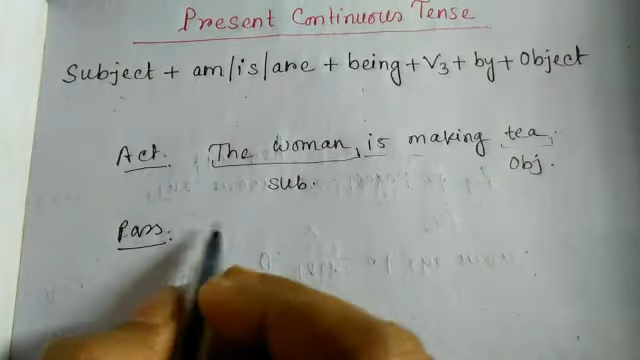 Present Continuous Tense
Subject + am/is/are + being + V3 + by + Object
Act. The woman is making tea.
sub. Obj.
Pass: